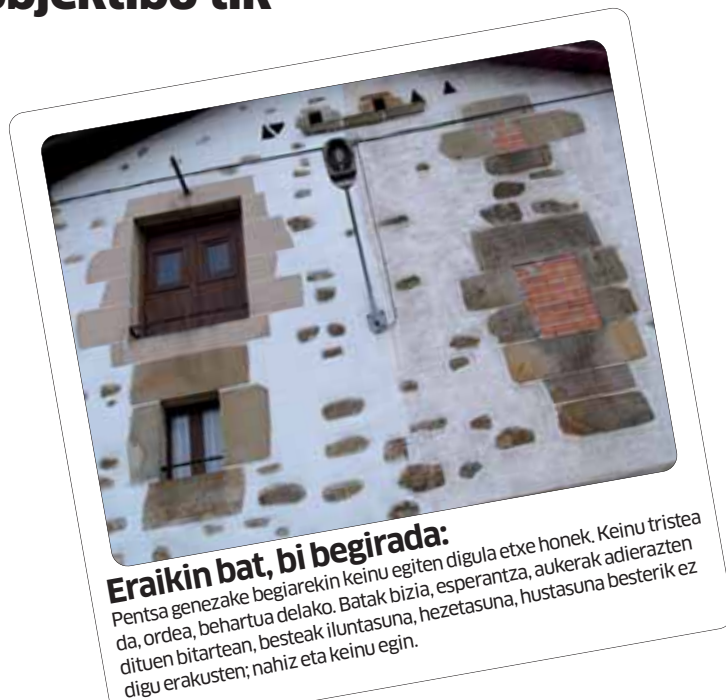 objektibo tik
Eraikin bat, bi begirada:
Pentsa genezake begiarekin keinu egiten digula etxe honek. Keinu tristea
da, ordea, behartua delako. Batak bizia, esperantza, aukerak adierazten
dituen bitartean, besteak iluntasuna, hezetasuna, hustasuna besterik ez
digu erakusten; nahiz eta keinu egin.